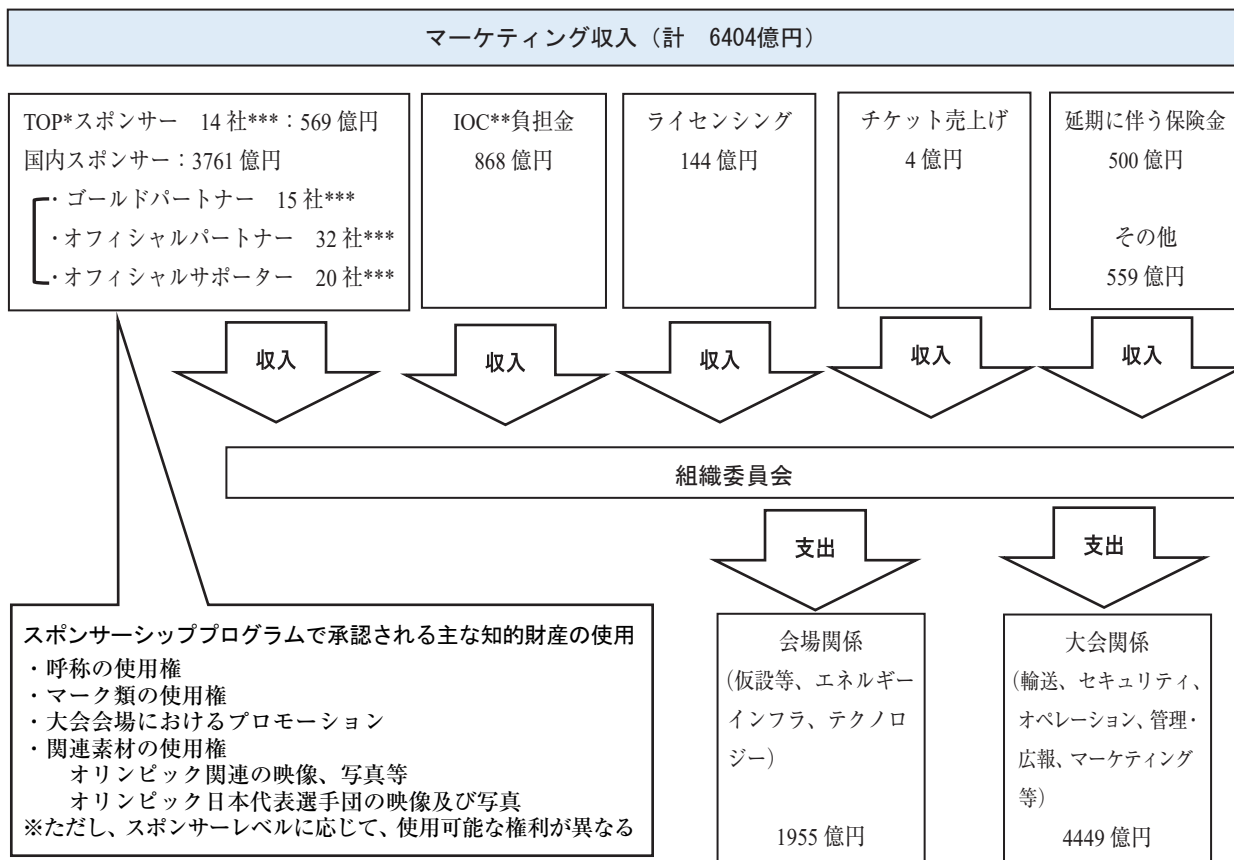 マーケティング収入（計　6404億円）
TOP*スポンサー　14 社***：569 億円
国内スポンサー：3761 億円
・ゴールドパートナー　15 社***
・オフィシャルパートナー　32 社***
・オフィシャルサポーター　20 社***
IOC**負担金
868 億円
ライセンシング
144 億円
チケット売上げ
4 億円
延期に伴う保険金
500 億円
その他
559 億円
収入
収入
収入
収入
収入
組織委員会
支出
支出
スポンサーシッププログラムで承認される主な知的財産の使用
・呼称の使用権
・マーク類の使用権
・大会会場におけるプロモーション
・関連素材の使用権
オリンピック関連の映像、写真等
オリンピック日本代表選手団の映像及び写真
※ただし、スポンサーレベルに応じて、使用可能な権利が異なる
会場関係
（仮設等、エネルギー
インフラ、テクノロ
ジー）
1955 億円
大会関係
（輸送、セキュリティ、
オペレーション、管理・
広報、マーケティング
等）
4449 億円